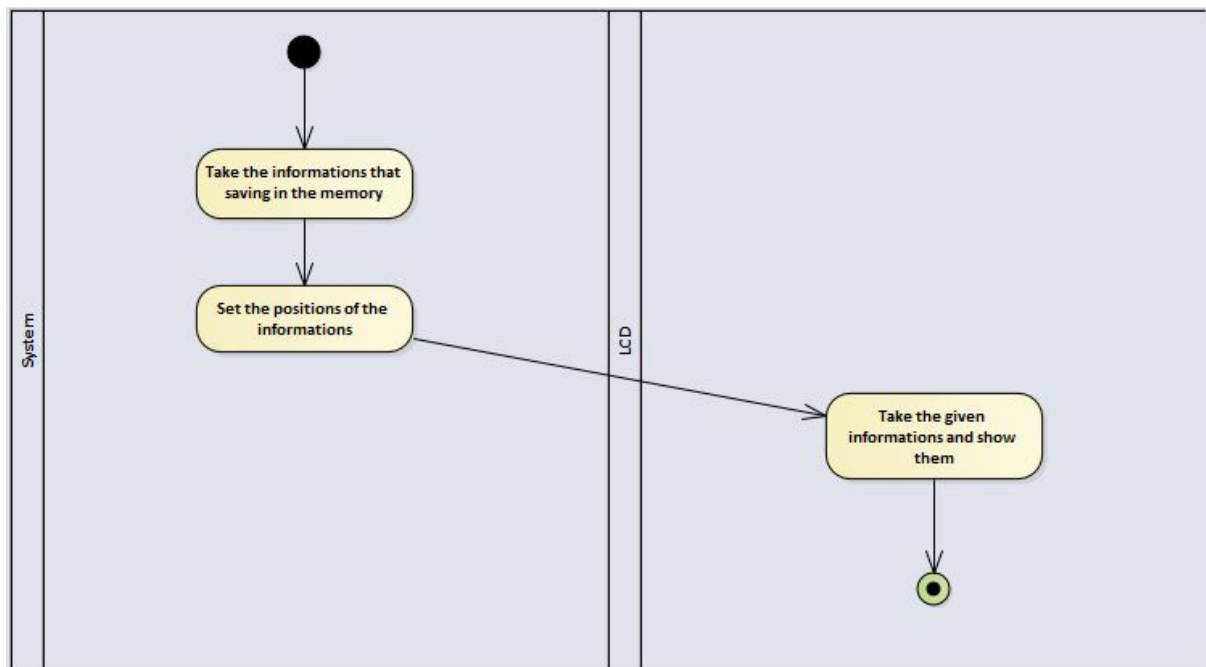 System
Take the informations that
saving in the memory
Set the positions of the
informations
LCD
Take the given
informations and show
them